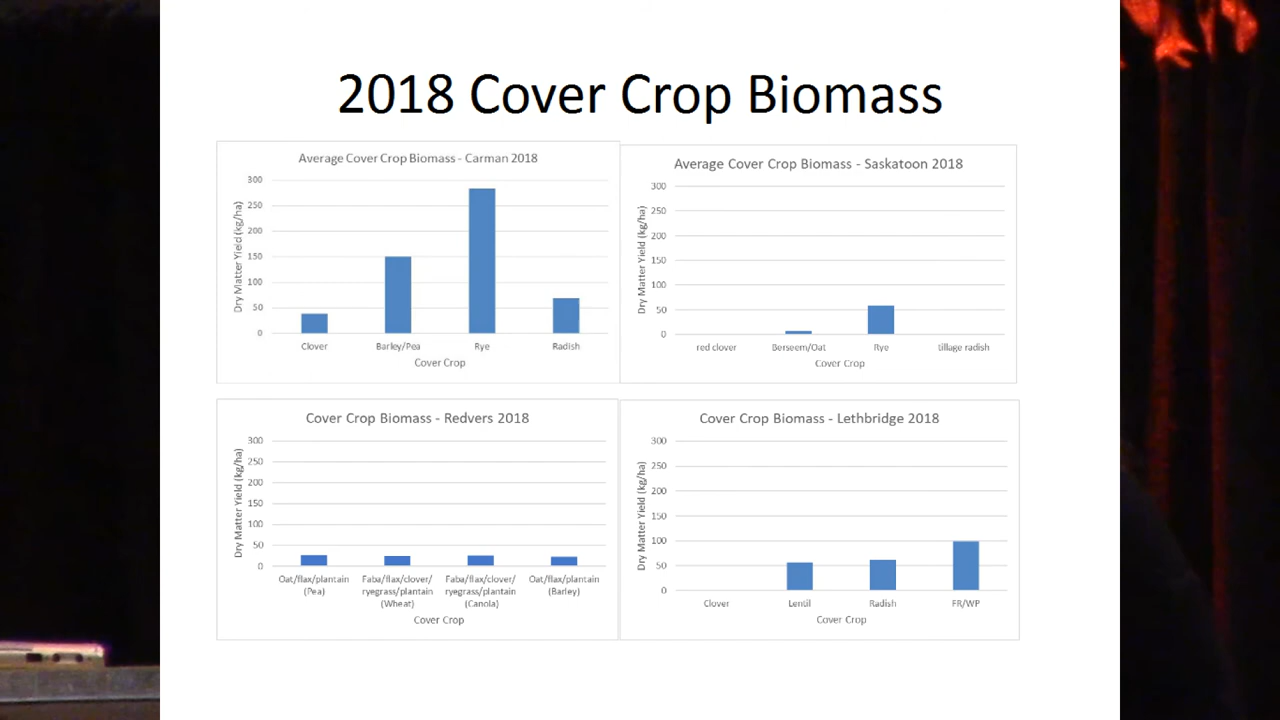 2018 Cover Crop Biomass
Average Cover Crop Biomass - Carman 2018
Dry Matter Yield (kg/ha)
300
250
200
150
100
50
0
Clover
Barley/Pea
Rye
Radish
Cover Crop
Average Cover Crop Biomass - Saskatoon 2018
Dry Matter Yield (kg/ha)
300
250
200
150
100
50
0
red clover
Berseem/Oat
Rye
tillage radish
Cover Crop
Cover Crop Biomass - Redvers 2018
Dry Matter Yield (kg/ha)
300
250
200
150
100
50
0
Oat/flax/plantain
(Pea)
Faba/flax/clover/
ryegrass/plantain
(Wheat)
Faba/flax/clover/
ryegrass/plantain
(Canola)
Oat/flax/plantain
(Barley)
Cover Crop
Cover Crop Biomass - Lethbridge 2018
Dry Matter Yield (kg/ha)
300
250
200
150
100
50
0
Clover
Lentil
Radish
FR/WP
Cover Crop